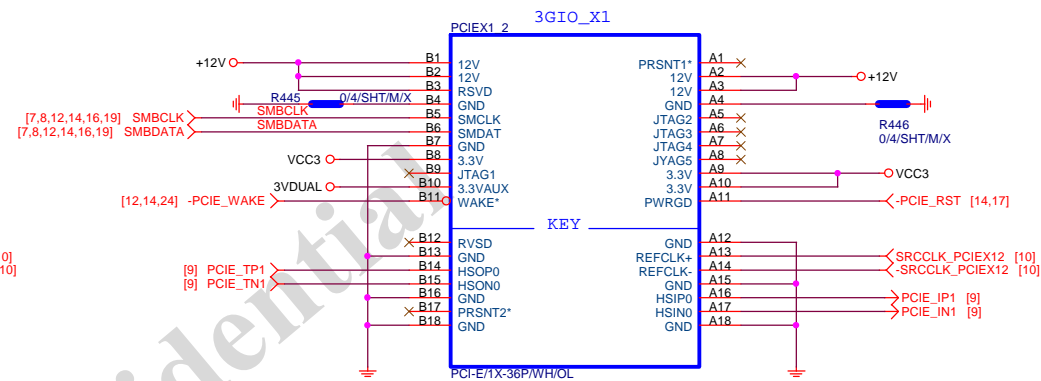 3GIO_X1
PCIEX1_2
+12V
B1 12V
B2 12V
B3 RSVD
R445 0/4/SHT/M/X
B4 GND
[7,8,12,14,16,19] SMBCLK SMBCLK B5 SMCLK
[7,8,12,14,16,19] SMBDATA SMBDATA B6 SMDAT
B7 GND
VCC3 B8 3.3V
B9 JTAG1
3VDUAL B10 3.3VAUX
[12,14,24] -PCIE_WAKE B11 WAKE*
KEY
B12 RVSD
B13 GND
[9] PCIE_TP1 B14 HSOP0
[9] PCIE_TN1 B15 HSON0
B16 GND
B17 PRSNT2*
B18 GND
PRSNT1* A1
12V A2 +12V
12V A3
GND A4
R446
0/4/SHT/M/X
JTAG2 A5
JTAG3 A6
JTAG4 A7
JYAG5 A8
3.3V A9 VCC3
3.3V A10
PWRGD A11 -PCIE_RST [14,17]
GND A12
REFCLK+ A13 SRCCLK_PCIEX12 [10]
REFCLK- A14 -SRCCLK_PCIEX12 [10]
GND A15
HSIP0 A16 PCIE_IP1 [9]
HSIN0 A17 PCIE_IN1 [9]
GND A18
PCI-E/1X-36P/WH/OL
0]
10]
idential